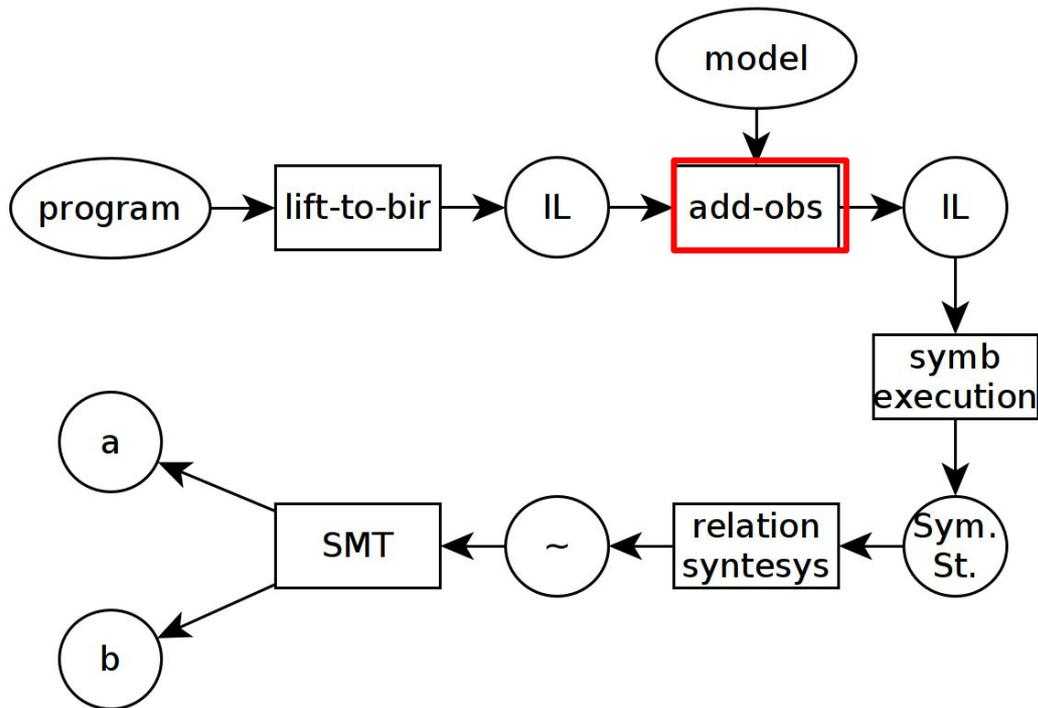 model
program
lift-to-bir
IL
add-obs
IL
symb
execution
a
SMT
~
relation
syntesys
Sym.
St.
b